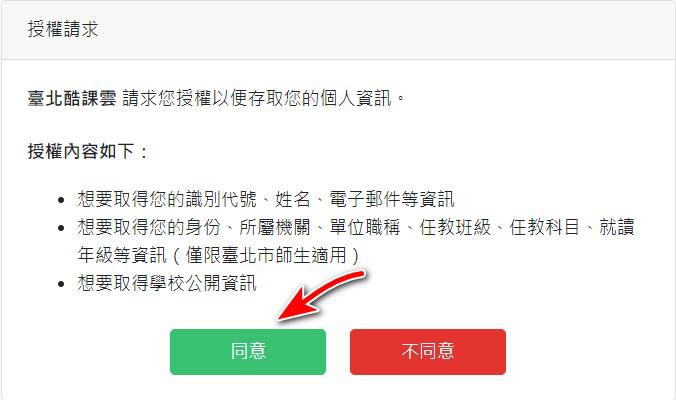 授權請求
臺北酷課雲 請求您授權以便存取您的個人資訊。
授權內容如下：
想要取得您的識別代號、姓名、電子郵件等資訊
想要取得您的身份、所屬機關、單位職稱、任教班級、任教科目、就讀
年級等資訊（僅限臺北市師生適用）
想要取得學校公開資訊
同意
不同意